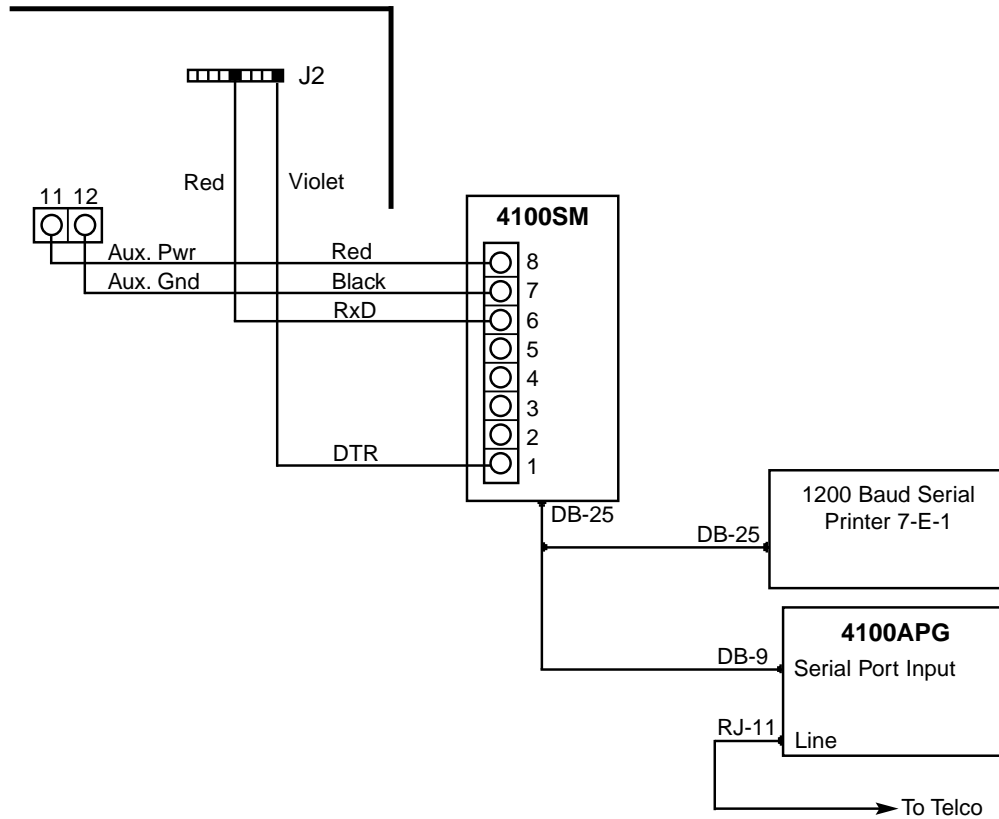 J2
Red Violet
11 12
4100SM
Aux. Pwr Red 8
Aux. Gnd Black 7
RxD 6
5
4
3
2
DTR 1
DB-25
1200 Baud Serial
Printer 7-E-1
DB-25
4100APG
DB-9 Serial Port Input
RJ-11 Line
To Telco